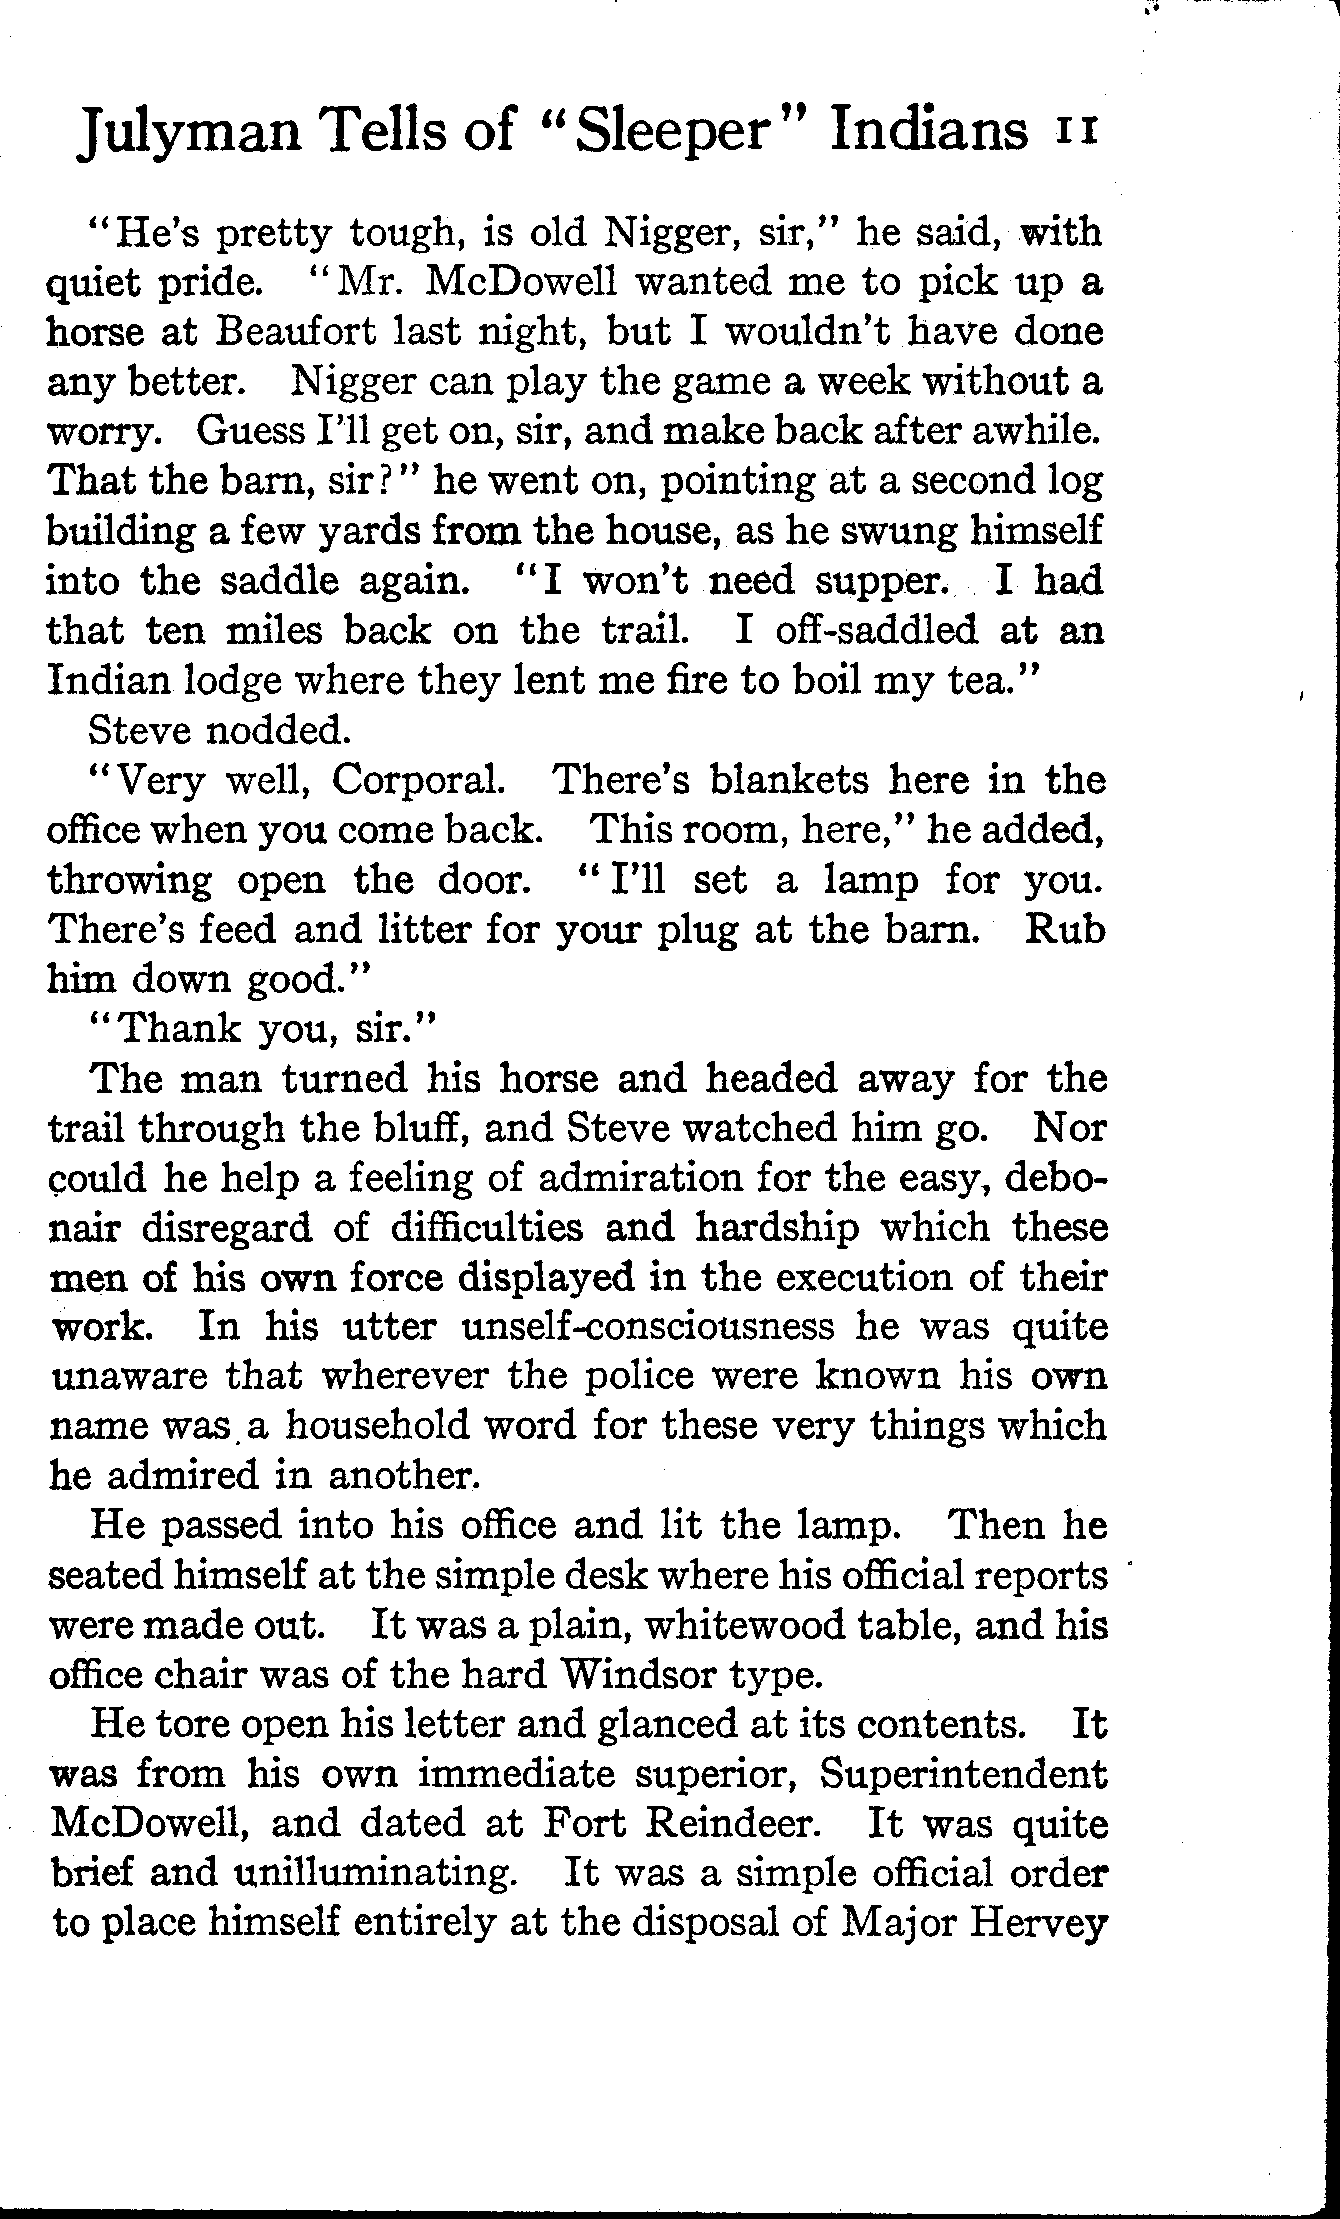 Julyman Tells of “Sleeper” Indians 11
“He's pretty tough, is old Nigger, sir,” he said, with
quiet pride. “Mr. McDowell wanted me to pick up a
horse at Beaufort last night, but I wouldn't have done
any better. Nigger can play the game a week without a
worry. Guess I'll get on, sir, and make back after awhile.
That the barn, sir?” he went on, pointing at a second log
building a few yards from the house, as he swung himself
into the saddle again. “I won't need supper. I had
that ten miles back on the trail. I off-saddled at an
Indian lodge where they lent me fire to boil my tea.”
Steve nodded.
“Very well, Corporal. There's blankets here in the
office when you come back. This room, here,” he added,
throwing open the door. “I'll set a lamp for you.
There's feed and litter for your plug at the barn. Rub
him down good.”
“Thank you, sir.”
The man turned his horse and headed away for the
trail through the bluff, and Steve watched him go. Nor
could he help a feeling of admiration for the easy, debo-
nair disregard of difficulties and hardship which these
men of his own force displayed in the execution of their
work. In his utter unself-consciousness he was quite
unaware that wherever the police were known his own
name was a household word for these very things which
he admired in another.
He passed into his office and lit the lamp. Then he
seated himself at the simple desk where his official reports
were made out. It was a plain, whitewood table, and his
office chair was of the hard Windsor type.
He tore open his letter and glanced at its contents. It
was from his own immediate superior, Superintendent
McDowell, and dated at Fort Reindeer. It was quite
brief and unilluminating. It was a simple official order
to place himself entirely at the disposal of Major Hervey